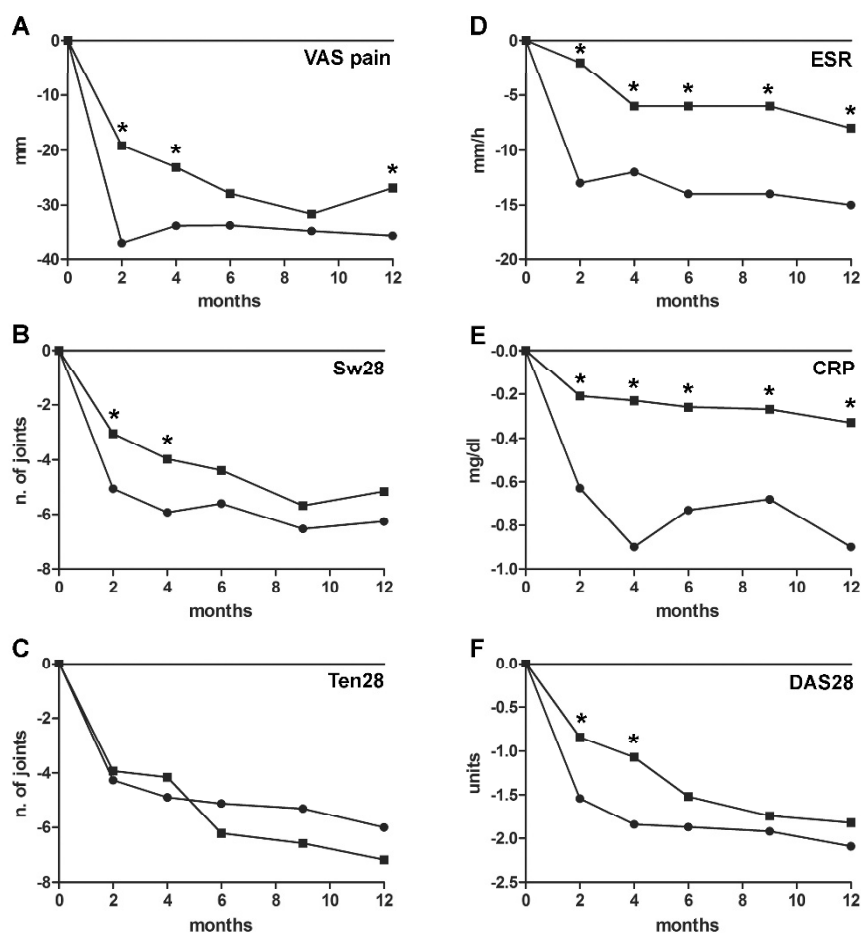 A
VAS pain
0
-10
-20
-30
-40
mm
* * *
0 2 4 6 8 10 12
months
B
Sw28
0
-2
-4
-6
-8
n. of joints
* *
0 2 4 6 8 10 12
months
C
Ten28
0
-2
-4
-6
-8
n. of joints
0 2 4 6 8 10 12
months
D
ESR
0
-5
-10
-15
-20
mm/h
* * * * *
0 2 4 6 8 10 12
months
E
CRP
-0.0
-0.2
-0.4
-0.6
-0.8
-1.0
mg/dl
* * * * *
0 2 4 6 8 10 12
months
F
DAS28
0.0
-0.5
-1.0
-1.5
-2.0
-2.5
units
* *
0 2 4 6 8 10 12
months